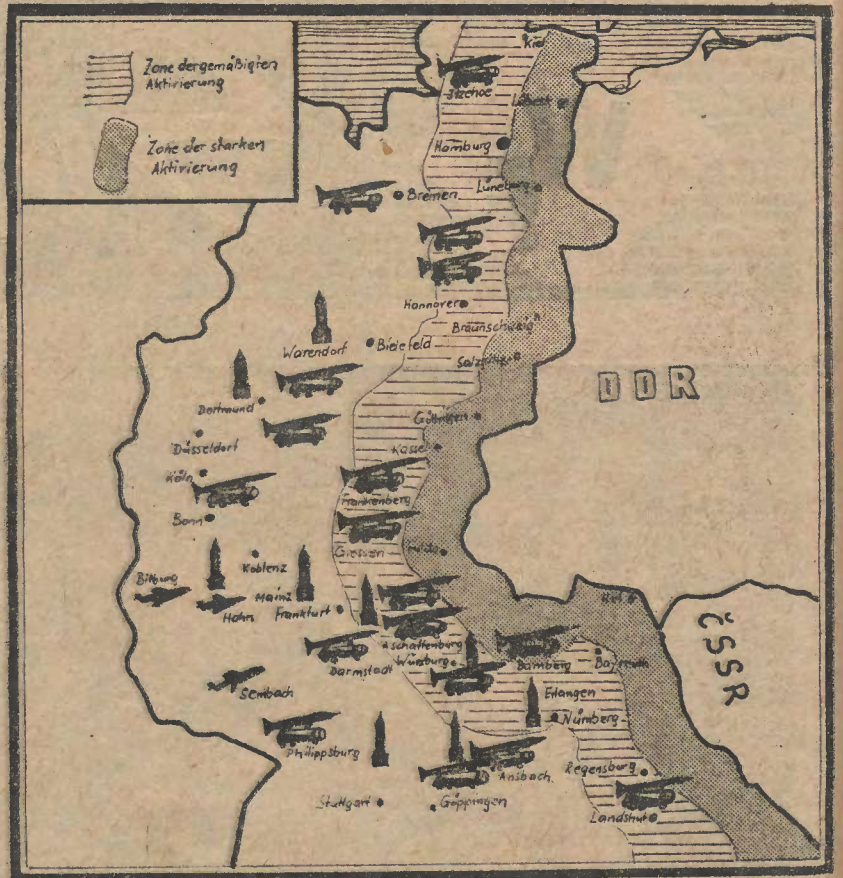 Zone dergemäßigten
Aktivierung
Zone der starken
Aktivierung
Kiel
Itzehoe
Lübeck
Hamburg
Lüneburg
Bremen
Hannover
Braunschweig
Bielefeld
Warendorf
Salzgitter
DDR
Dortmund
Göttingen
Düsseldorf
Kassel
Köln
Frankenberg
Bonn
Giessen
Fulda
Koblenz
Bitburg
Mainz
Hahn
Frankfurt
Hof
ČSSR
Aschaffenburg
Würzburg
Darmstadt
Bamberg
Bayreuth
Sembach
Erlangen
Nürnberg
Philippsburg
Ansbach
Regensburg
Stuttgart
Göppingen
Landshut